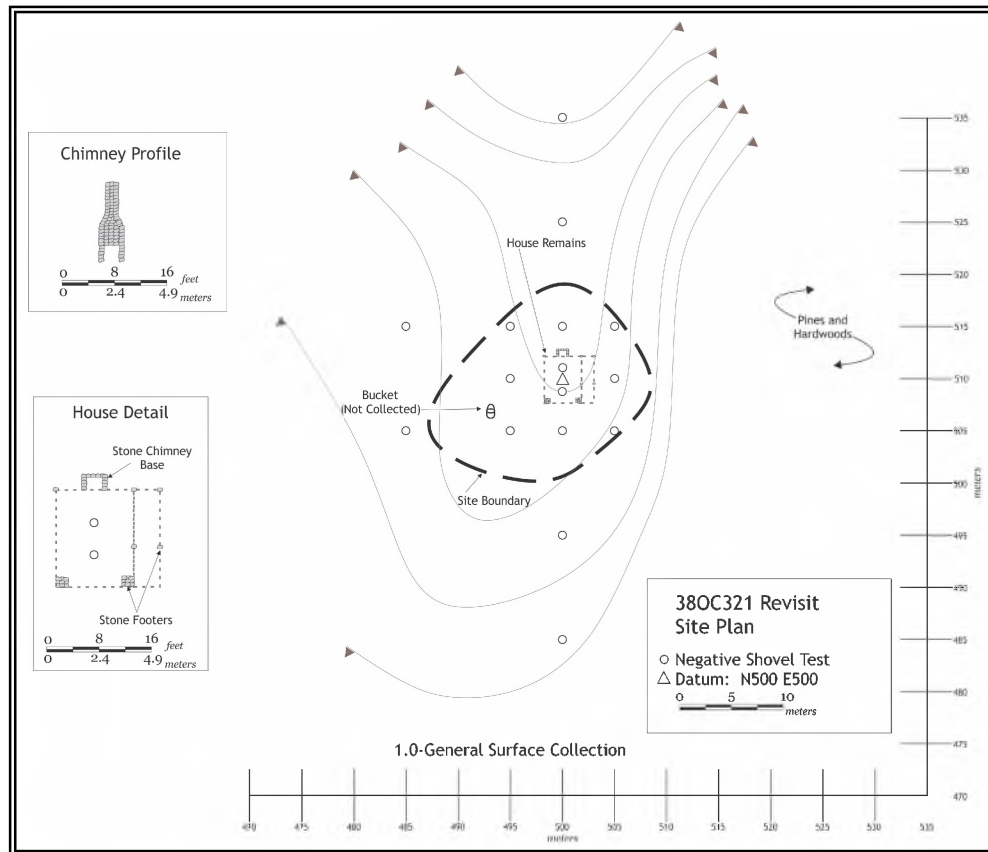 Chimney Profile
0 8 16 feet
0 2.4 4.9 meters
House Remains
Pines and
Hardwoods
House Detail
Stone Chimney
Base
Stone Footers
0 8 16 feet
0 2.4 4.9 meters
Bucket
(Not Collected)
Site Boundary
38OC321 Revisit
Site Plan
Negative Shovel Test
Datum: N500 E500
0 5 10
meters
1.0-General Surface Collection
535
530
525
520
515
510
505
500
495
490
485
480
475
470
meters
475 480 485 490 495 500 505 510 515 520 525 530 535
meters